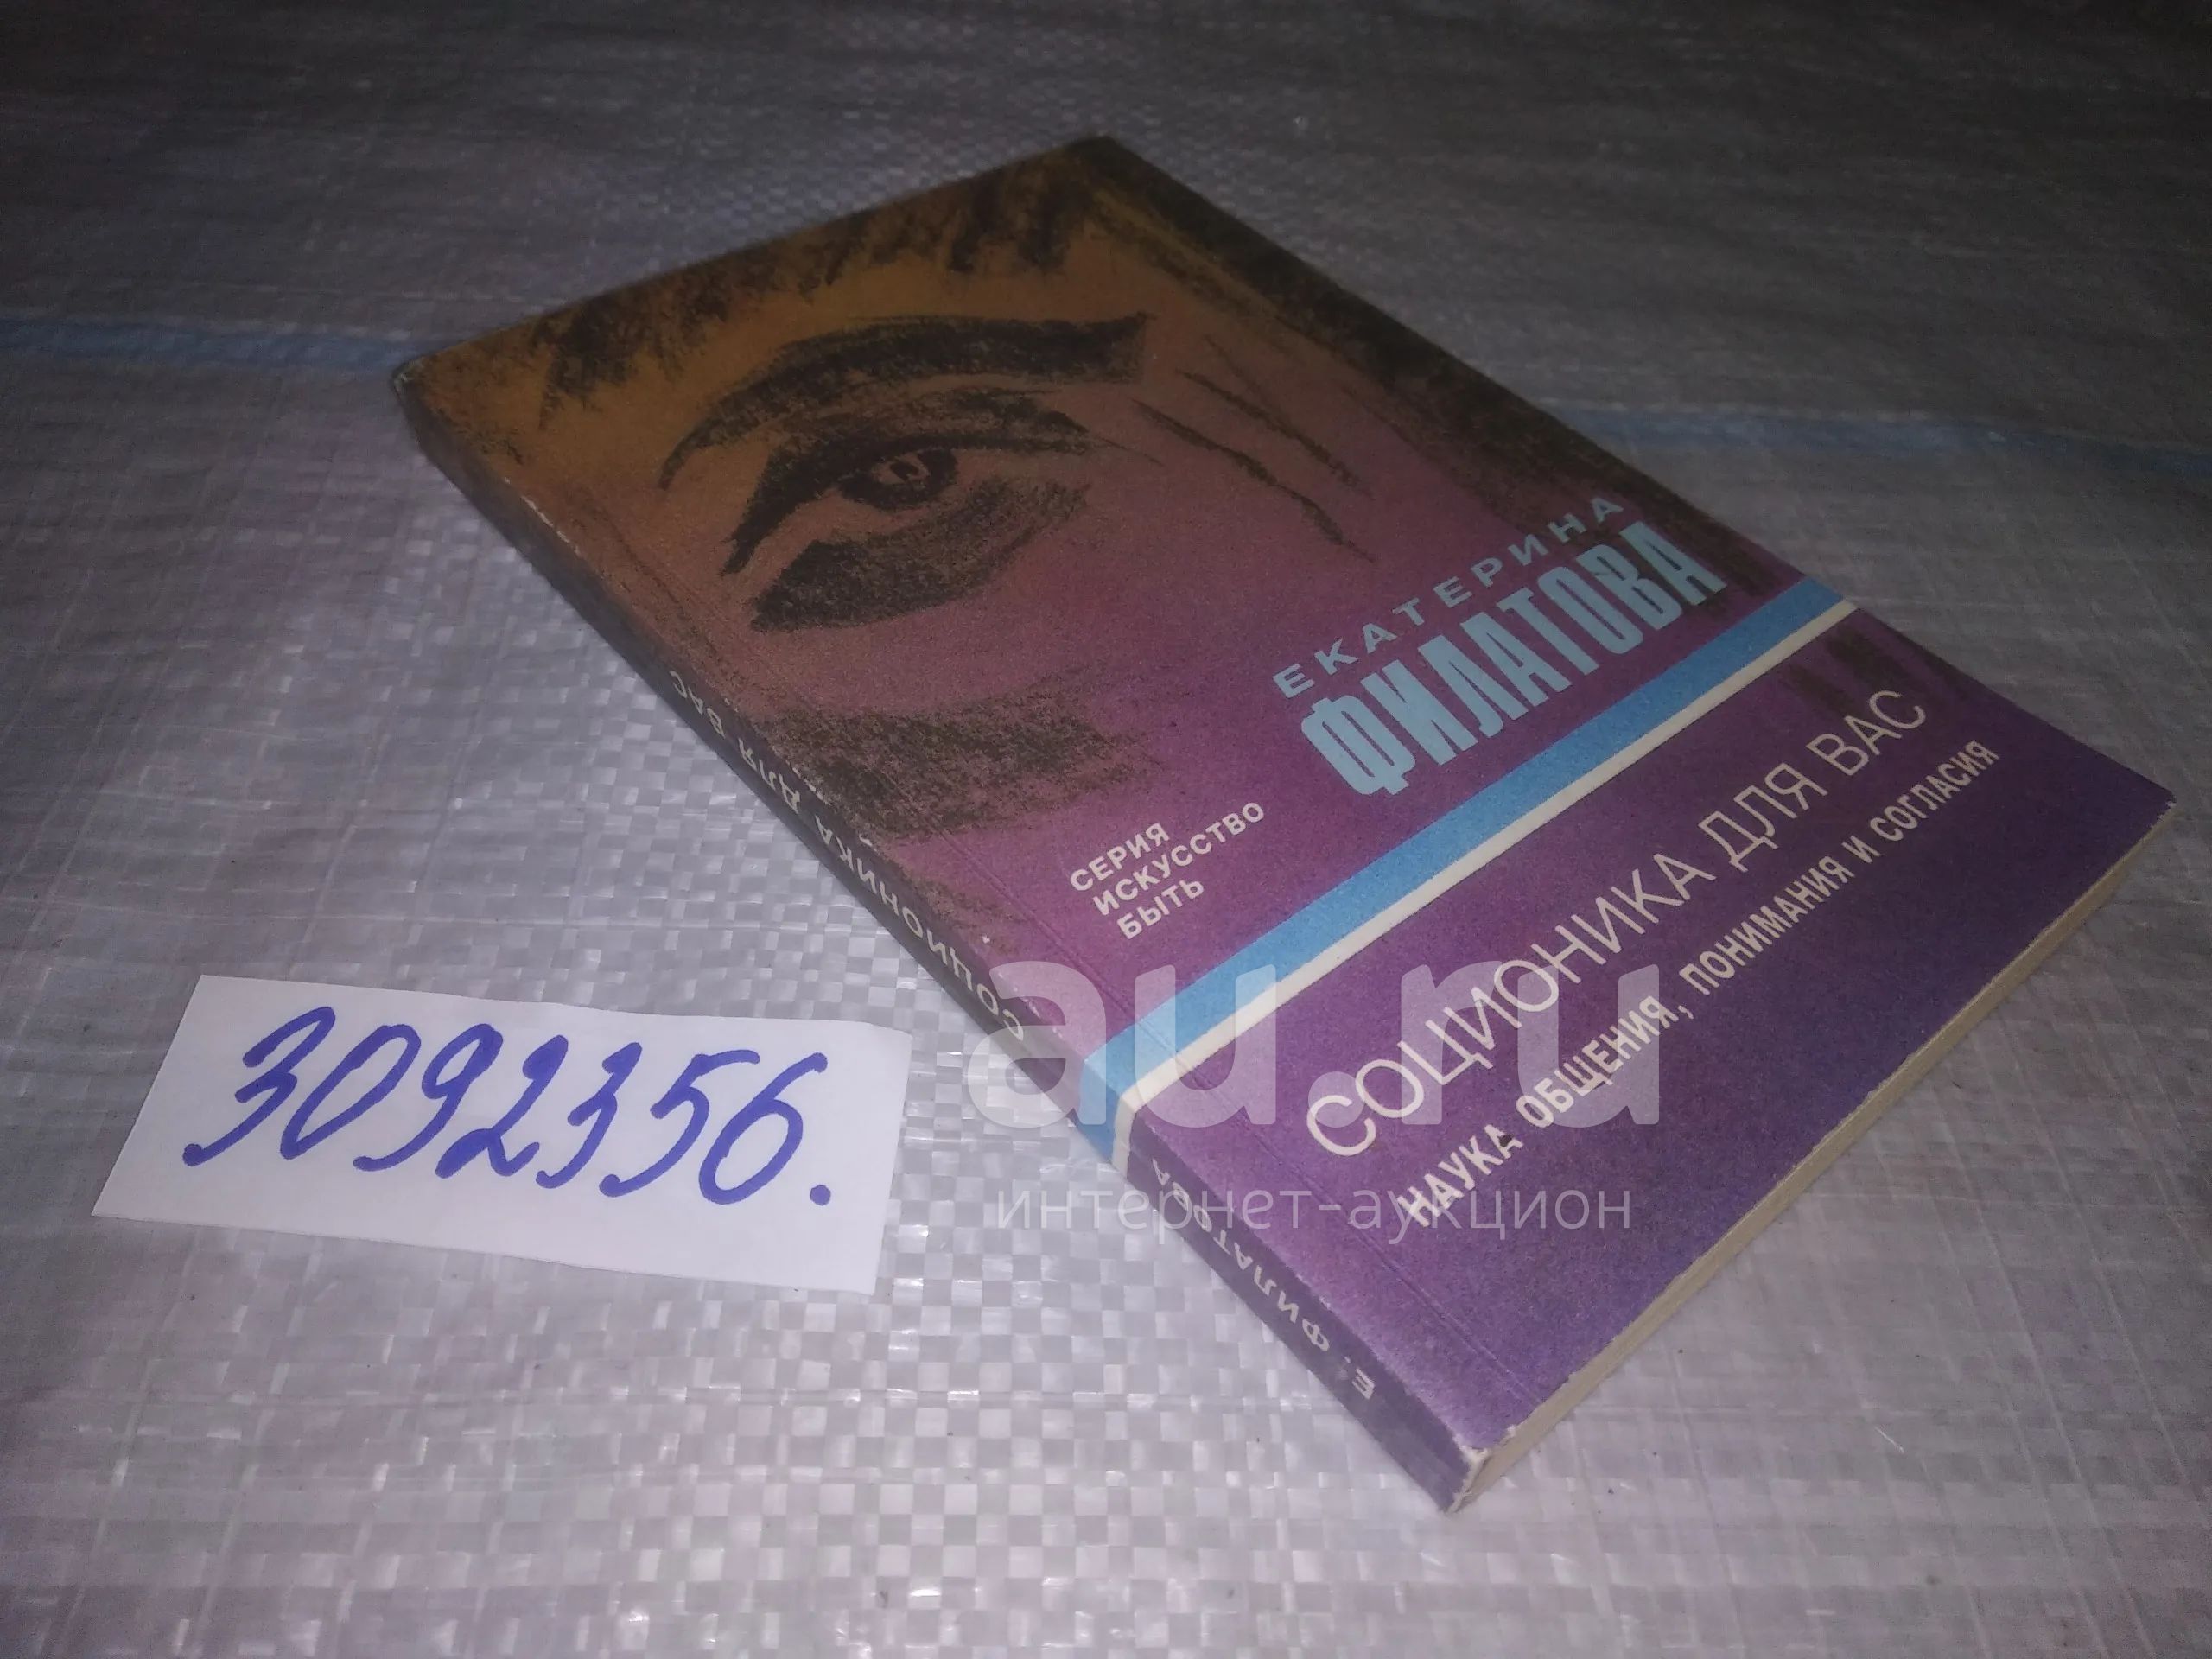 ЕКАТЕРИНА
ФИЛАТОВА
СЕРИЯ
ИСКУССТВО
БЫТЬ
СОЦИОНИКА ДЛЯ ВАС
НАУКА ОБЩЕНИЯ, ПОНИМАНИЯ И СОГЛАСИЯ
Е. ФИЛАТОВА СОЦИОНИКА ДЛЯ ВАС
3092356.
au.ru
интернет-аукцион